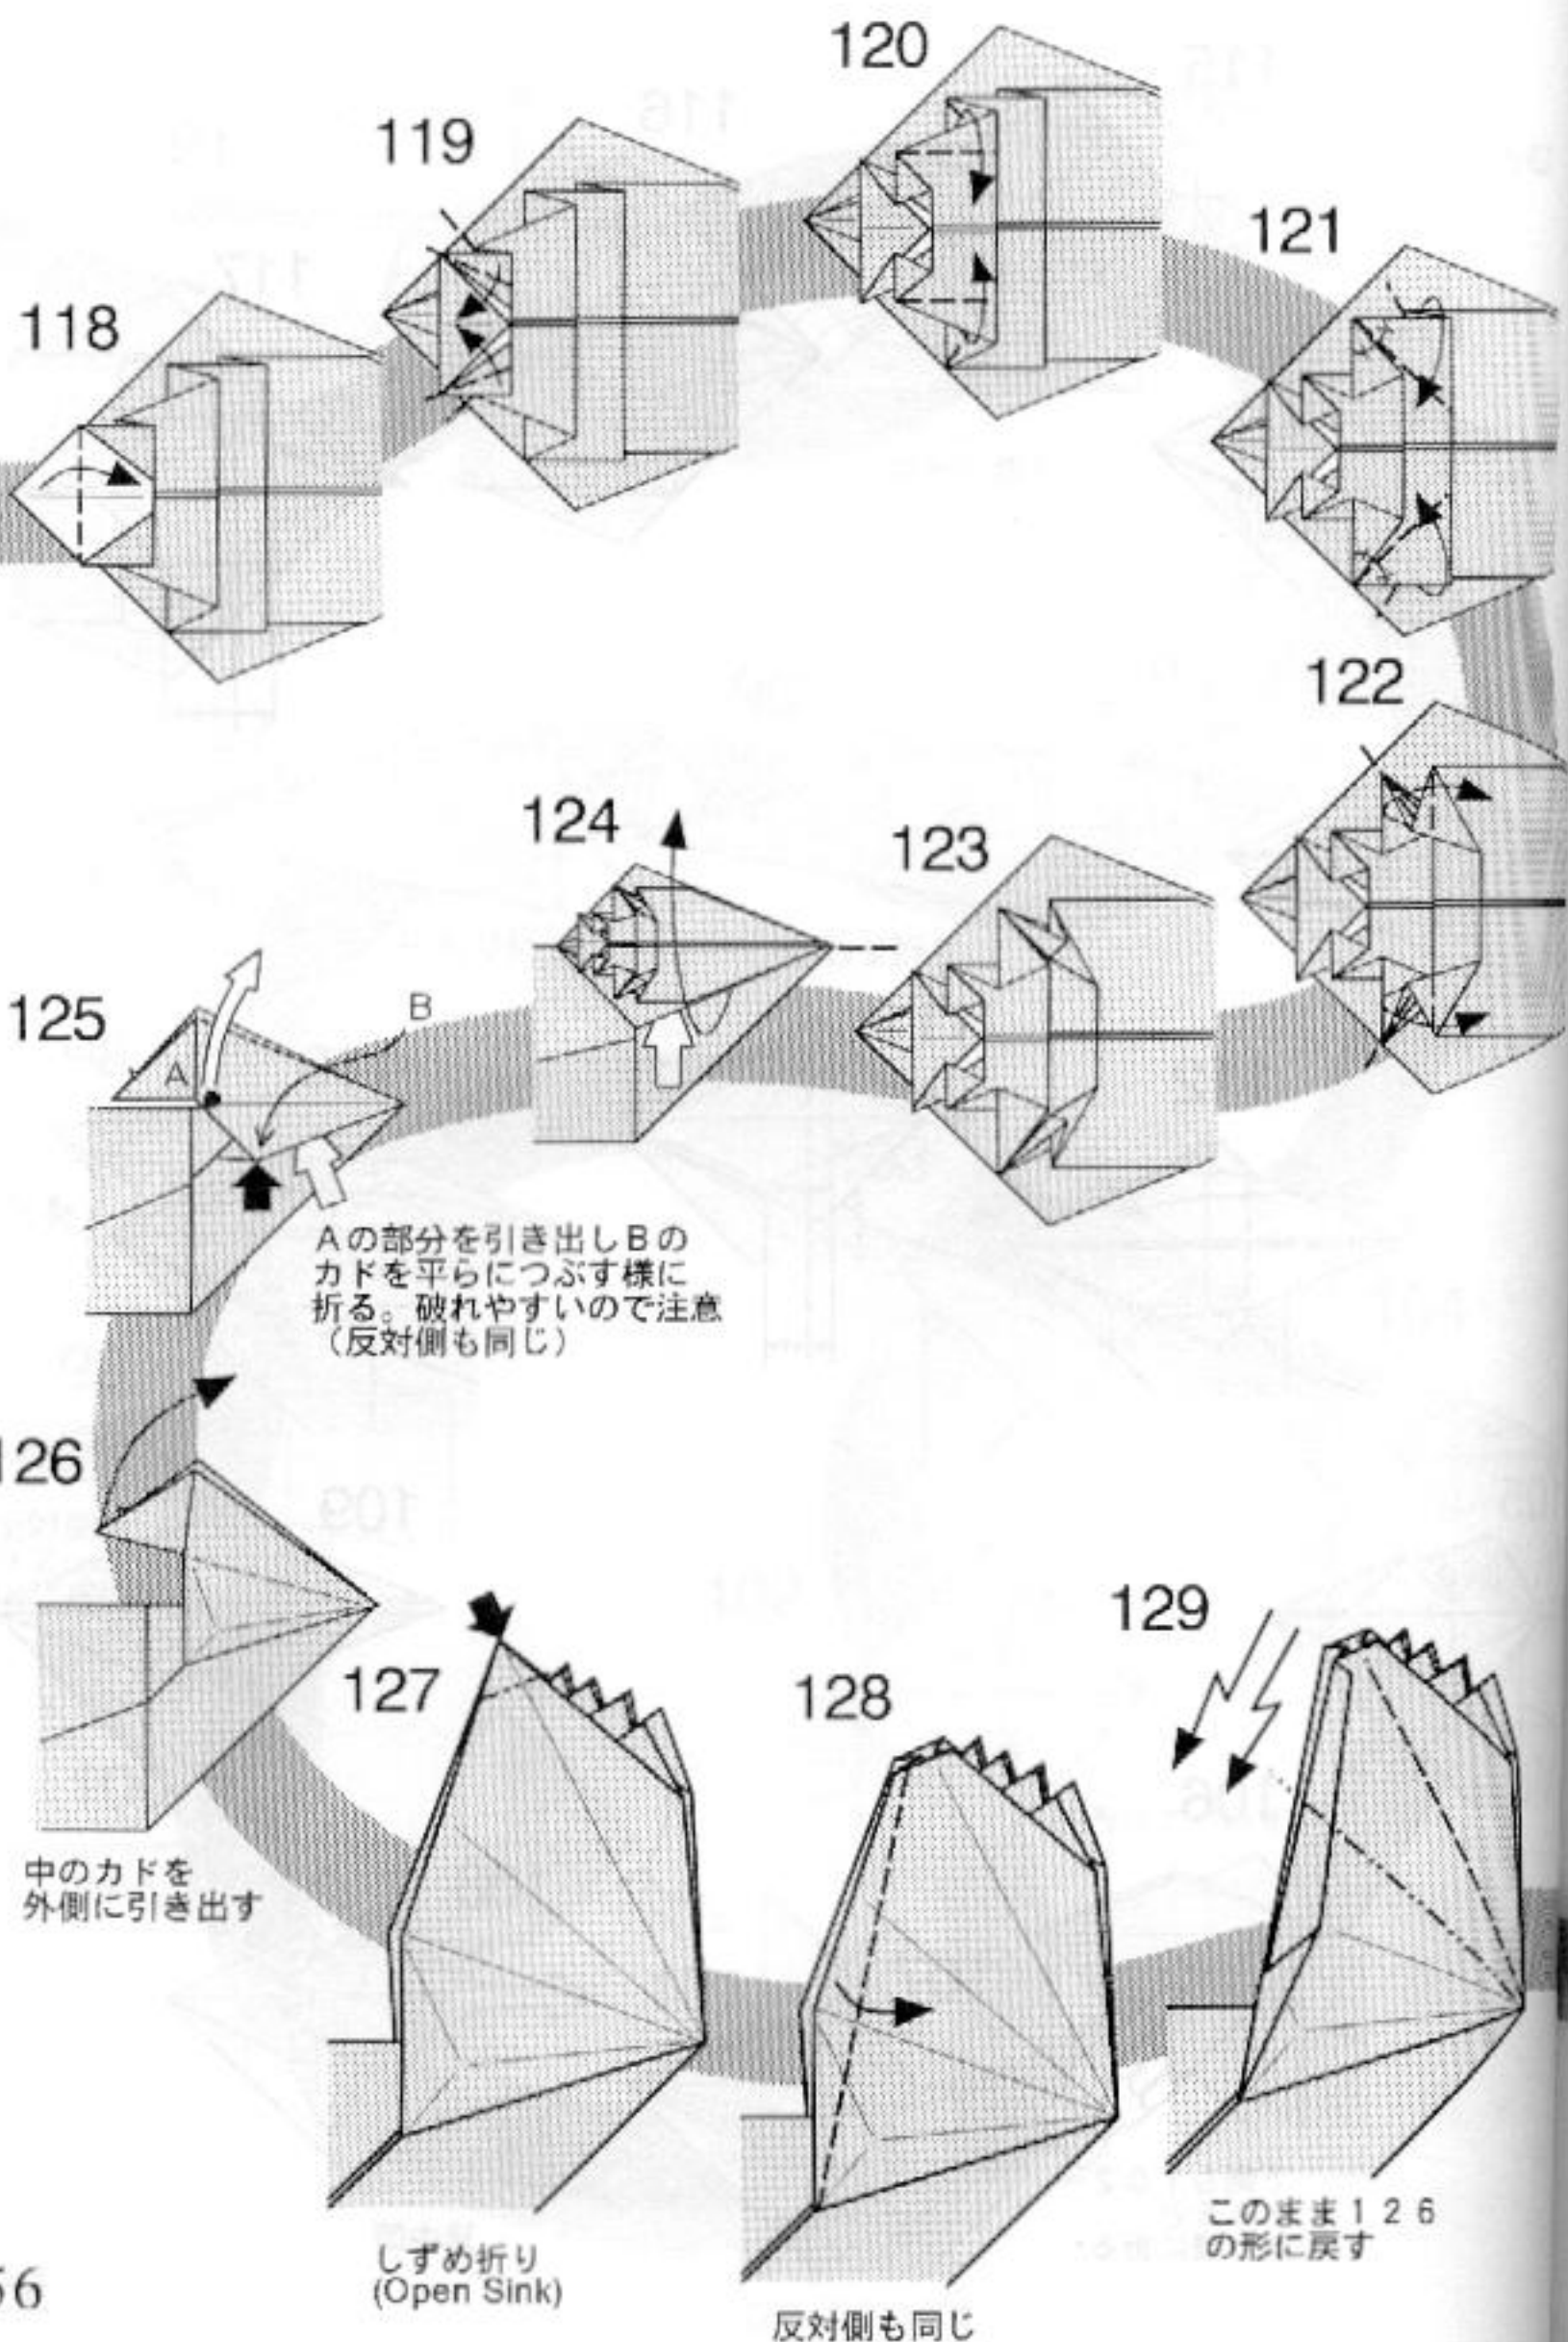 118
119
120
121
122
123
124
125
A
B
Aの部分を引き出しBの
カドを平らにつぶす様に
折る。破れやすいので注意
(反対側も同じ)
126
中のカドを
外側に引き出す
127
しずめ折り
(Open Sink)
128
反対側も同じ
129
このまま126
の形に戻す
56